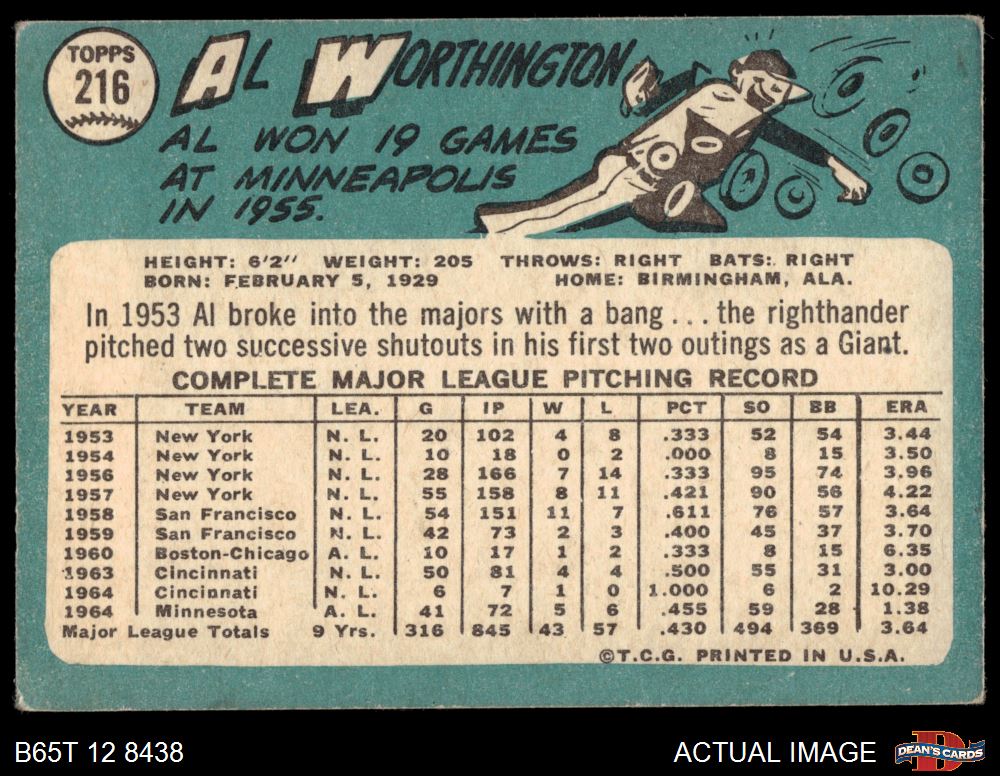 TOPPS
216
AL WORTHINGTON
AL WON 19 GAMES
AT MINNEAPOLIS
IN 1955.
HEIGHT: 6'2" WEIGHT: 205 THROWS: RIGHT BATS: RIGHT
BORN: FEBRUARY 5, 1929 HOME: BIRMINGHAM, ALA.
In 1953 Al broke into the majors with a bang . . . the righthander
pitched two successive shutouts in his first two outings as a Giant.
COMPLETE MAJOR LEAGUE PITCHING RECORD
YEAR TEAM LEA. G IP W L PCT SO BB ERA
1953 New York N. L. 20 102 4 8 .333 52 54 3.44
1954 New York N. L. 10 18 0 2 .000 8 15 3.50
1956 New York N. L. 28 166 7 14 .333 95 74 3.96
1957 New York N. L. 55 158 8 11 .421 90 56 4.22
1958 San Francisco N. L. 54 151 11 7 .611 76 57 3.64
1959 San Francisco N. L. 42 73 2 3 .400 45 37 3.70
1960 Boston-Chicago A. L. 10 17 1 2 .333 8 15 6.35
1963 Cincinnati N. L. 50 81 4 4 .500 55 31 3.00
1964 Cincinnati N. L. 6 7 1 0 1.000 6 2 10.29
1964 Minnesota A. L. 41 72 5 6 .455 59 28 1.38
Major League Totals 9 Yrs. 316 845 43 57 .430 494 369 3.64
©T.C.G. PRINTED IN U.S.A.
B65T 12 8438 ACTUAL IMAGE DEAN'S CARDS